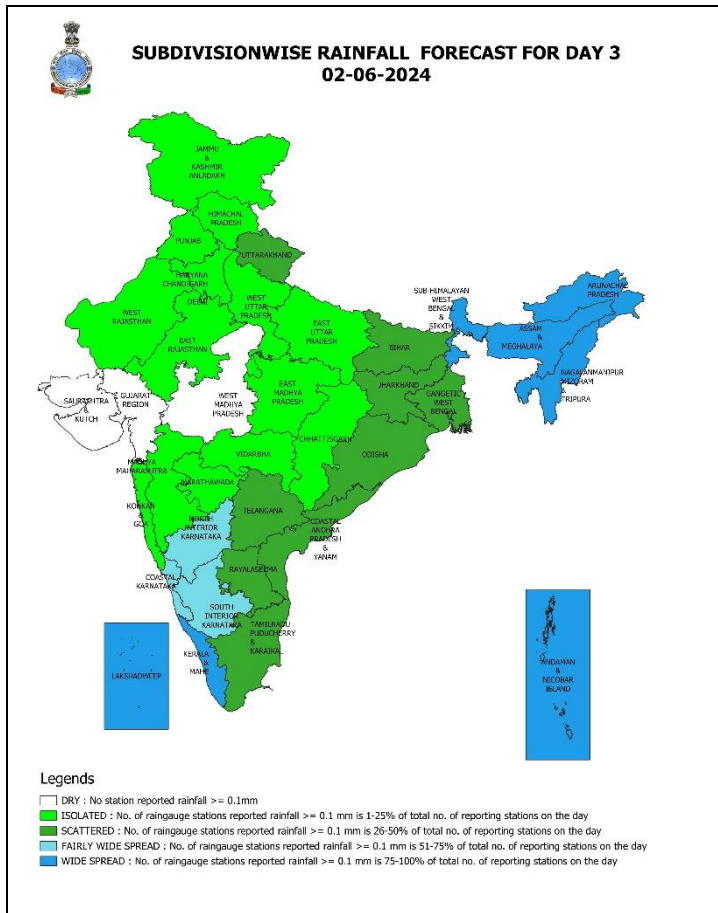 SUBDIVISIONWISE RAINFALL FORECAST FOR DAY 3
02-06-2024
JAMMU
&
KASHMIR
ANLADAKH
HIMACHAL
PRADESH
PUNJAB
UTTARAKHAND
HARYANA
CHANDIGARH
&
DELHI
WEST
RAJASTHAN
WEST
UTTAR
PRADESH
EAST
RAJASTHAN
EAST
UTTAR
PRADESH
SUB-HIMALAYAN
WEST
BENGAL
&
SIKKIM
ARUNACHAL
PRADESH
ASSAM
&
MEGHALAYA
NAGALANMANIPUR
MIZORAM
&
TRIPURA
BIHAR
JHARKHAND
GANGETIC
WEST
BENGAL
SAURASHTRA
&
KUTCH
GUJARAT
REGION
WEST
MADHYA
PRADESH
EAST
MADHYA
PRADESH
CHHATTISGARH
ODISHA
VIDARBHA
MADHYA
MAHARASHTRA
MARATHAWADA
KONKAN
&
GOA
NORTH
INTERIOR
KARNATAKA
TELANGANA
COASTAL
ANDHRA
PRADESH
&
YANAM
RAYALASEEMA
COASTAL
KARNATAKA
SOUTH
INTERIOR
KARNATAKA
TAMILNADU
PUDUCHERRY
&
KARAIKAL
KERALA
&
MAHE
LAKSHADWEEP
ANDAMAN
&
NICOBAR
ISLAND
Legends
DRY : No station reported rainfall >= 0.1mm
ISOLATED : No. of raingauge stations reported rainfall >= 0.1 mm is 1-25% of total no. of reporting stations on the day
SCATTERED : No. of raingauge stations reported rainfall >= 0.1 mm is 26-50% of total no. of reporting stations on the day
FAIRLY WIDE SPREAD : No. of raingauge stations reported rainfall >= 0.1 mm is 51-75% of total no. of reporting stations on the day
WIDE SPREAD : No. of raingauge stations reported rainfall >= 0.1 mm is 75-100% of total no. of reporting stations on the day